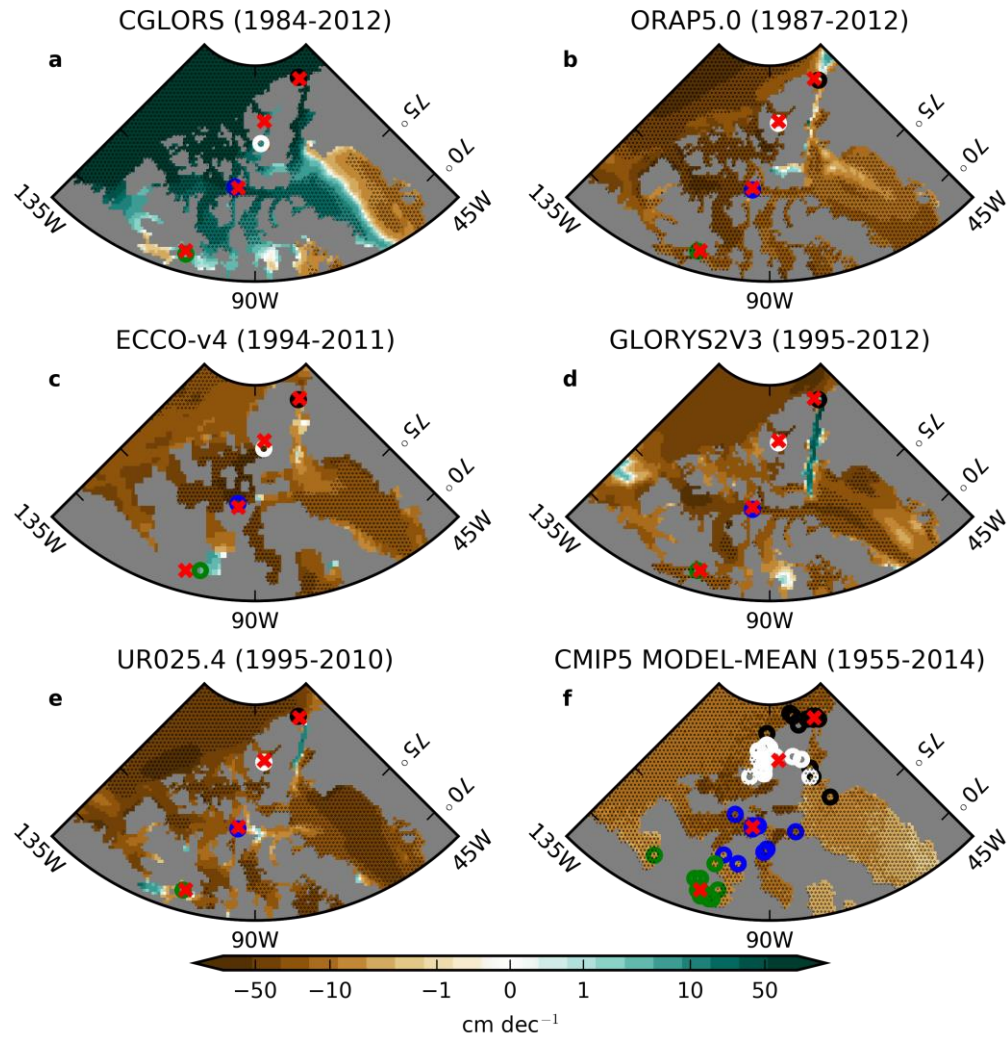 CGLORS (1984-2012)
ORAP5.0 (1987-2012)
a
b
75°
70°
135W
45W
90W
75°
70°
135W
45W
90W
ECCO-v4 (1994-2011)
GLORYS2V3 (1995-2012)
c
d
75°
70°
135W
45W
90W
75°
70°
135W
45W
90W
UR025.4 (1995-2010)
CMIP5 MODEL-MEAN (1955-2014)
e
f
75°
70°
135W
45W
90W
75°
70°
135W
45W
90W
−50 −10 −1 0 1 10 50
cm dec⁻¹